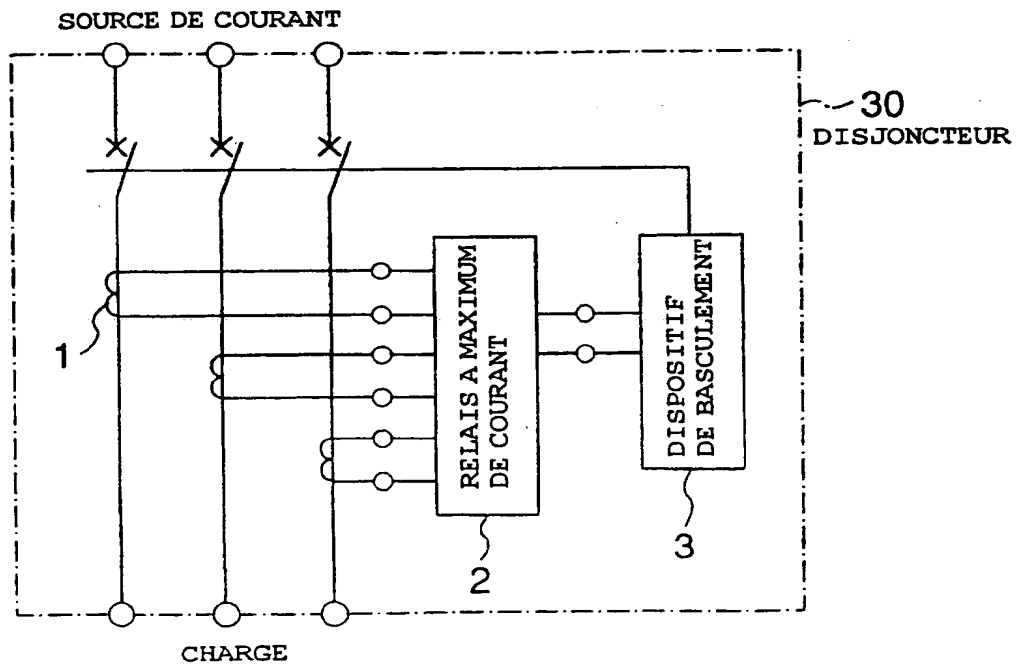 SOURCE DE COURANT
30
DISJONCTEUR
1
RELAIS A MAXIMUM
DE COURANT
2
DISPOSITIF
DE BASCULEMENT
3
CHARGE